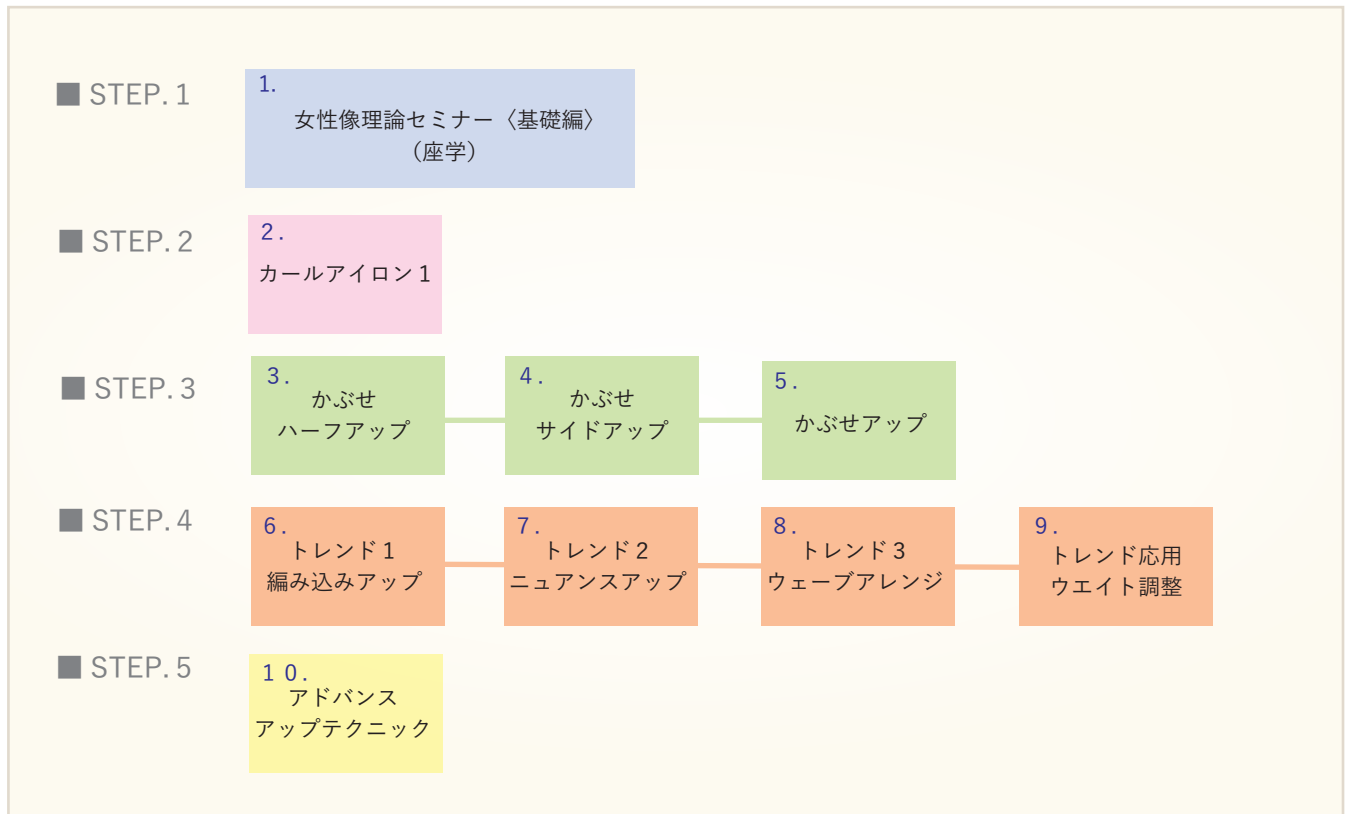 ■ STEP.1
1.
女性像理論セミナー〈基礎編〉
（座学）
■ STEP.2
2.
カールアイロン1
■ STEP.3
3.
かぶせ
ハーフアップ
4.
かぶせ
サイドアップ
5.
かぶせアップ
■ STEP.4
6.
トレンド1
編み込みアップ
7.
トレンド2
ニュアンスアップ
8.
トレンド3
ウェーブアレンジ
9.
トレンド応用
ウエイト調整
■ STEP.5
10.
アドバンス
アップテクニック